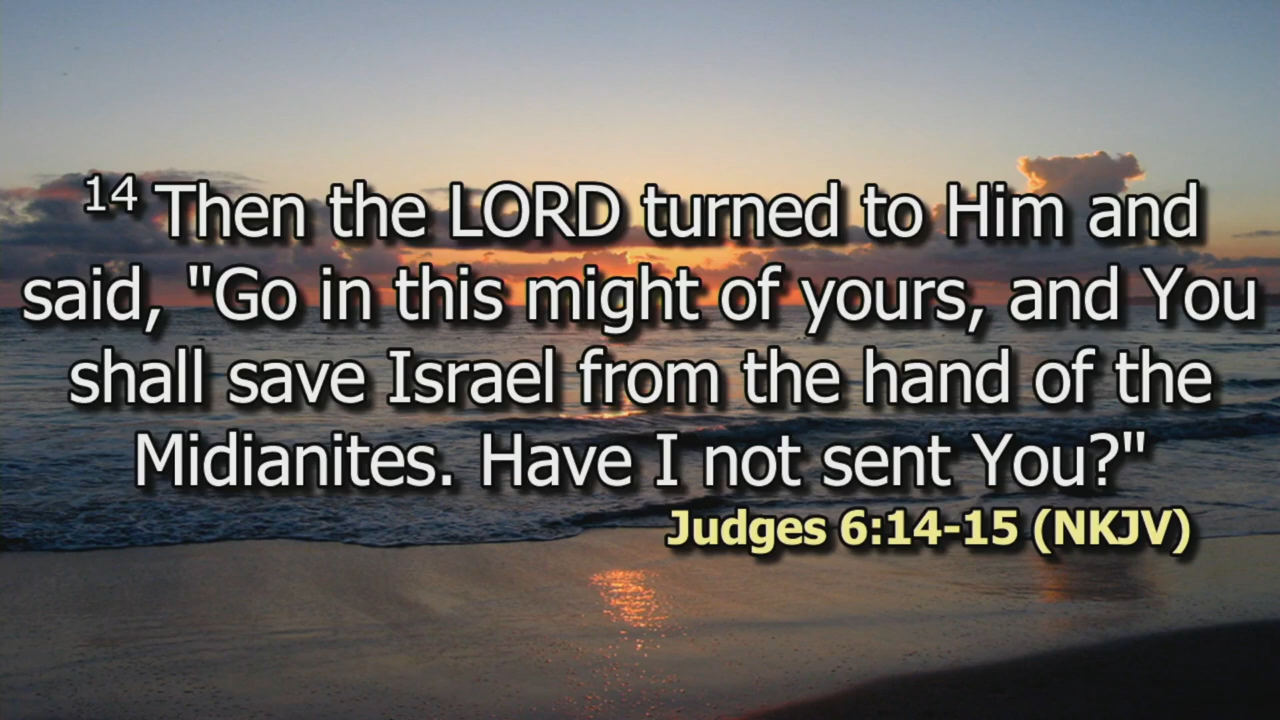 14 Then the LORD turned to Him and
said, "Go in this might of yours, and You
shall save Israel from the hand of the
Midianites. Have I not sent You?"
Judges 6:14-15 (NKJV)